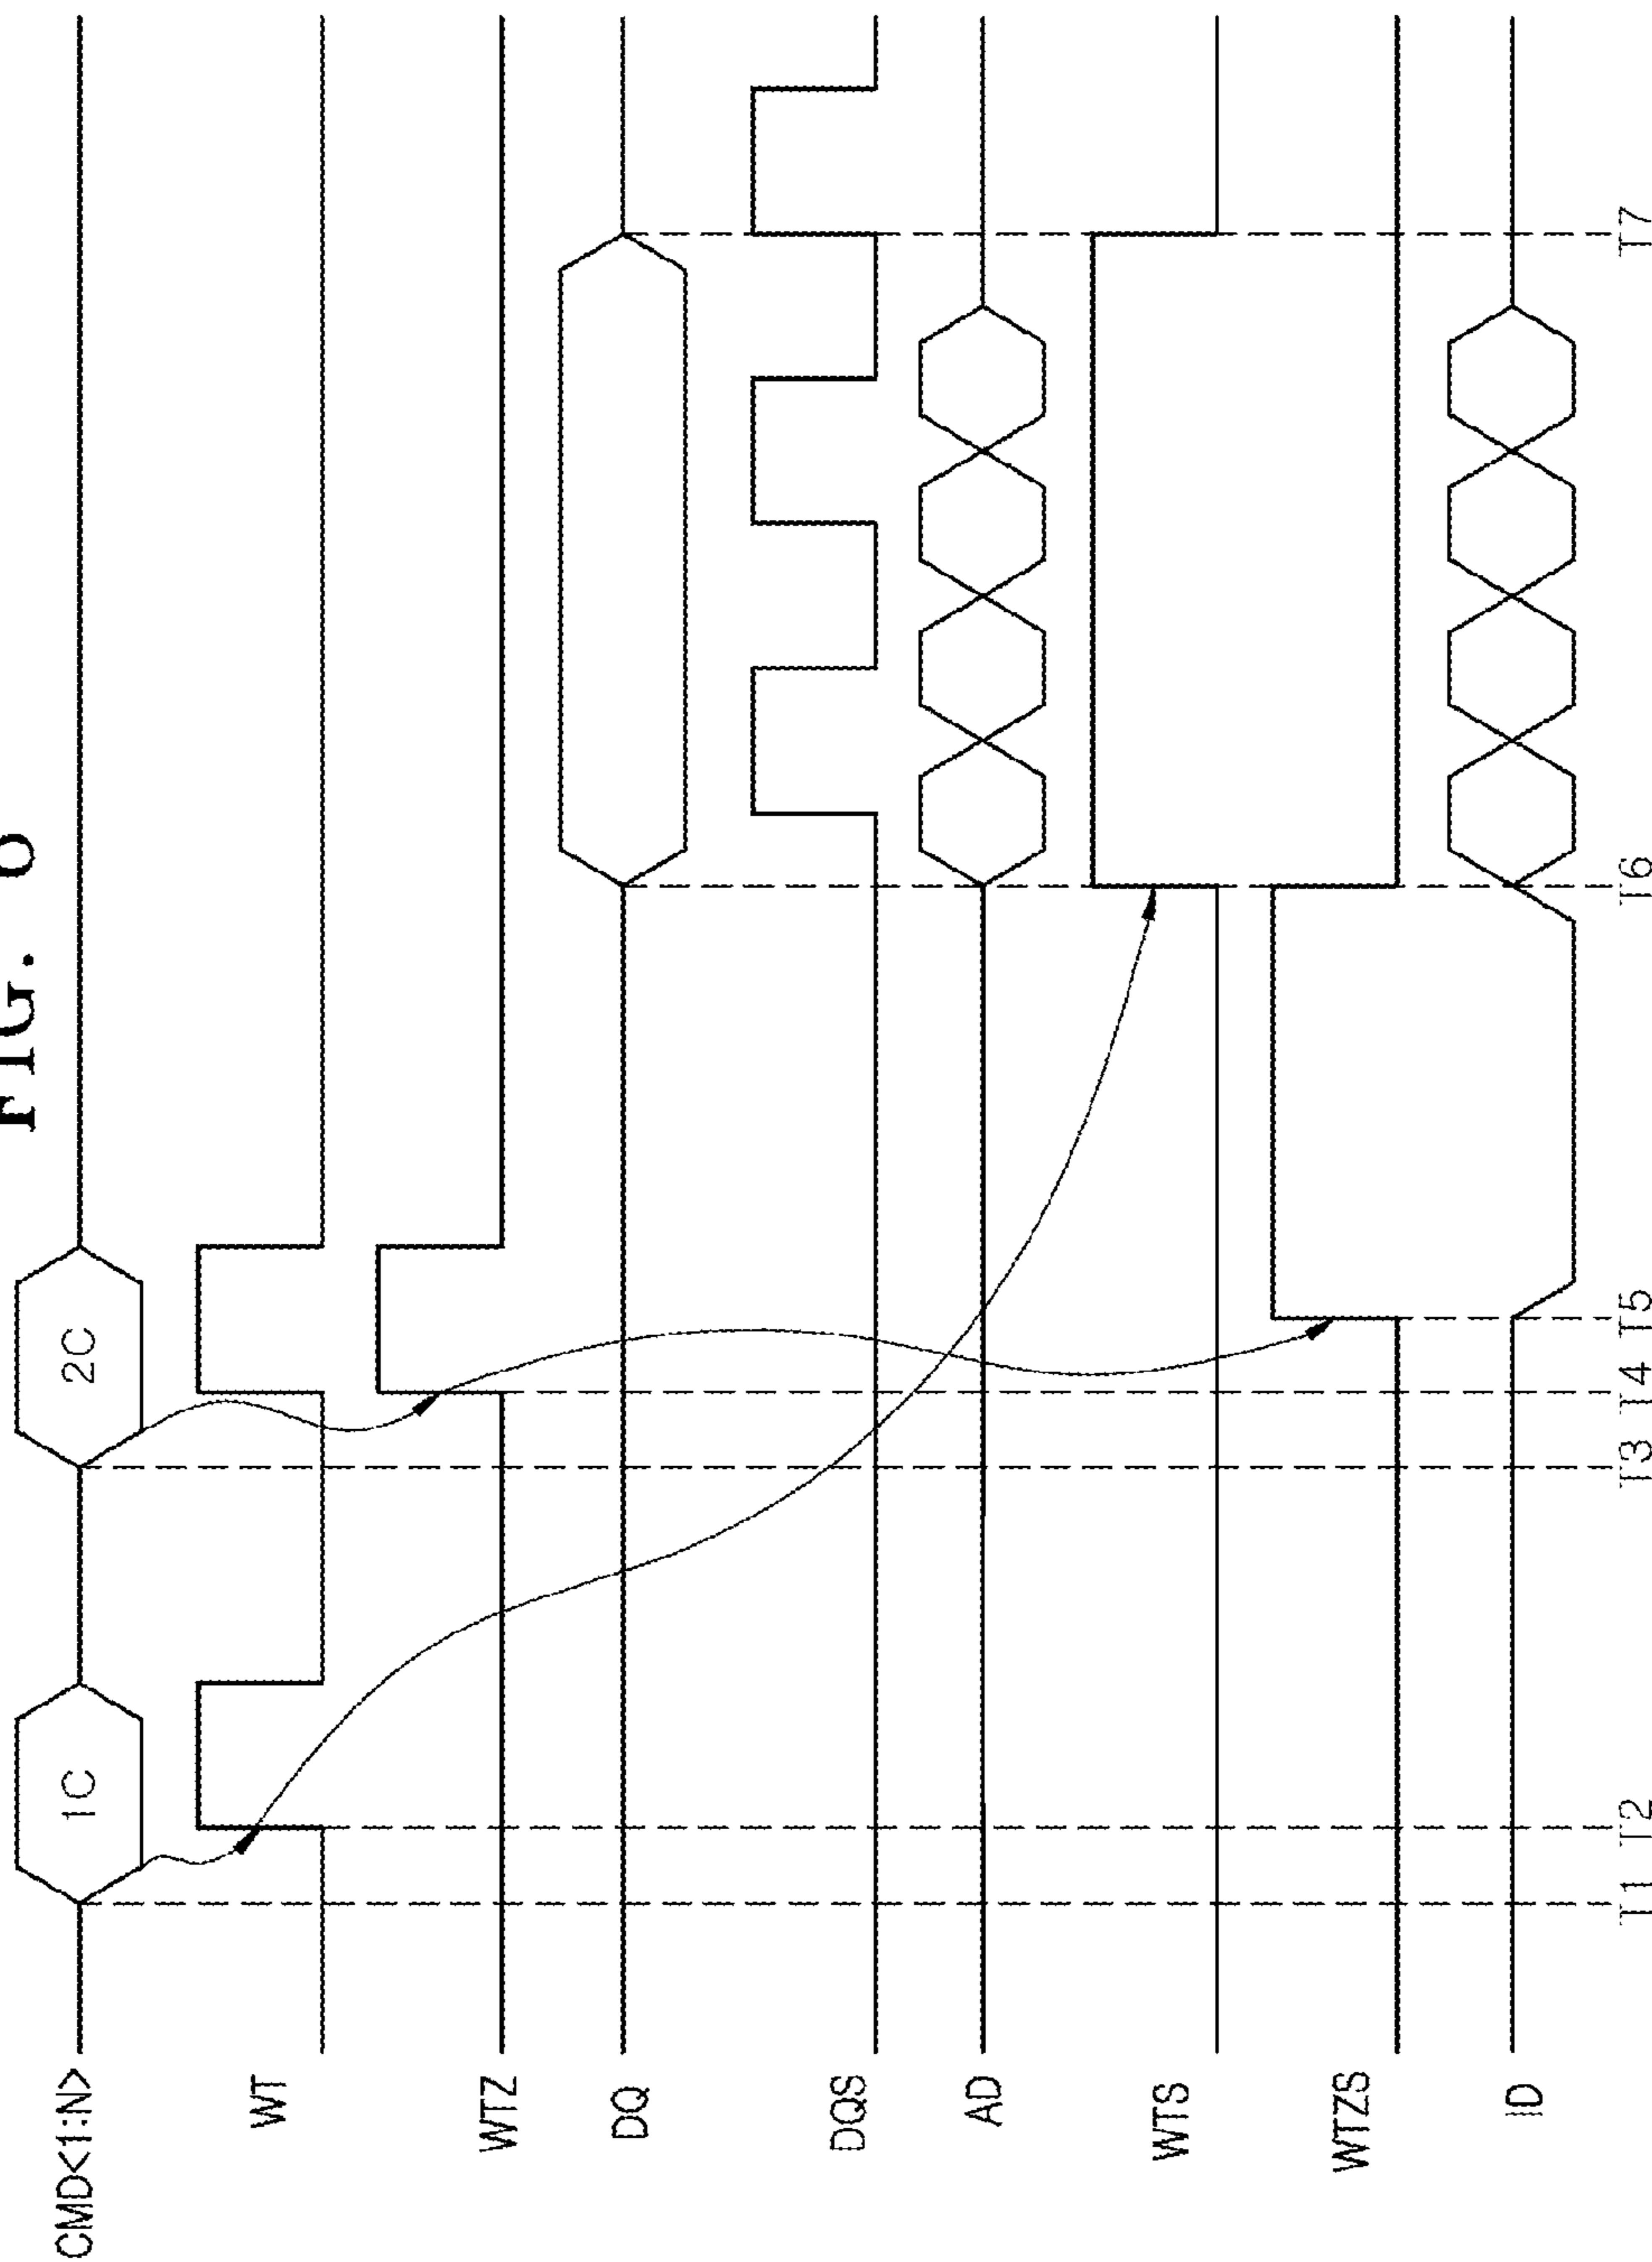 FIG.
CMD<1:N> 1C 2C
WT
WTZ
DQ
DQS
AD
WTS
WTZS
ID
T1 T2 T3 T4 T5 T6 T7